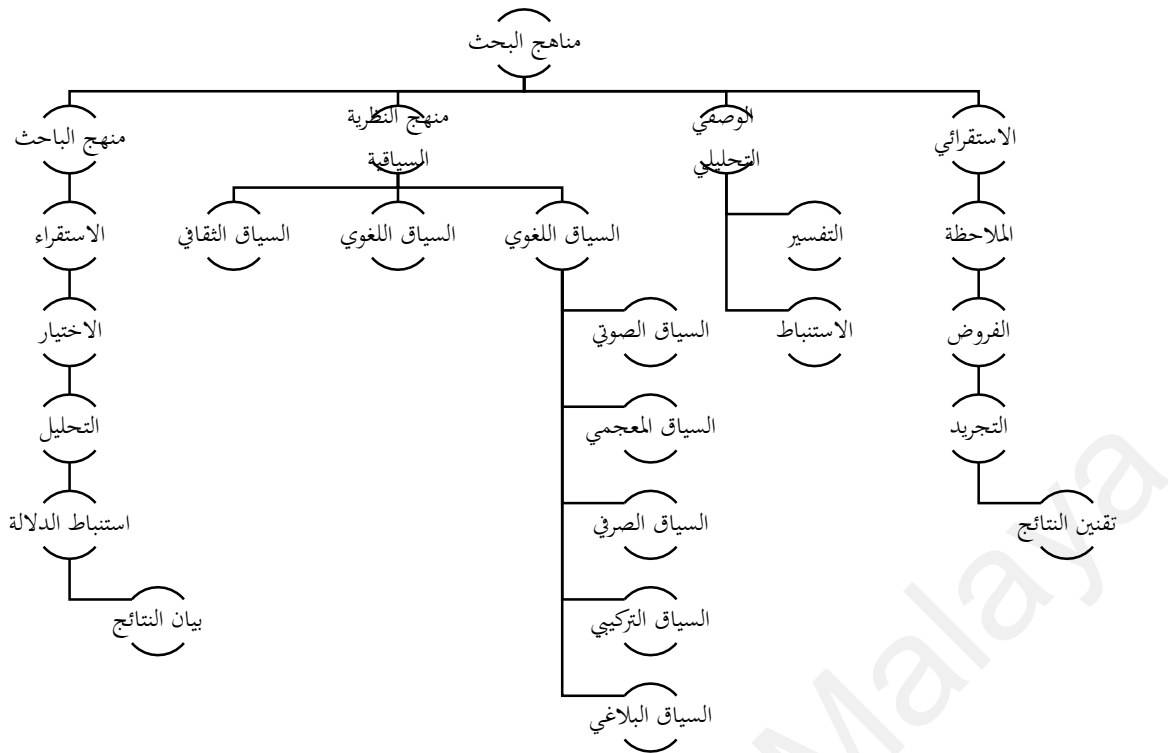 مناهج البحث
الاستقرائي
الوصفي
التحليلي
منهج النظرية
السياقية
منهج الباحث
الملاحظة
التفسير
السياق اللغوي
السياق اللغوي
السياق الثقافي
الاستقراء
الفروض
الاستنباط
السياق الصوتي
الاختيار
التجريد
السياق المعجمي
التحليل
تقنين النتائج
السياق الصرفي
استنباط الدلالة
السياق التركيبي
بيان النتائج
السياق البلاغي
Malaya